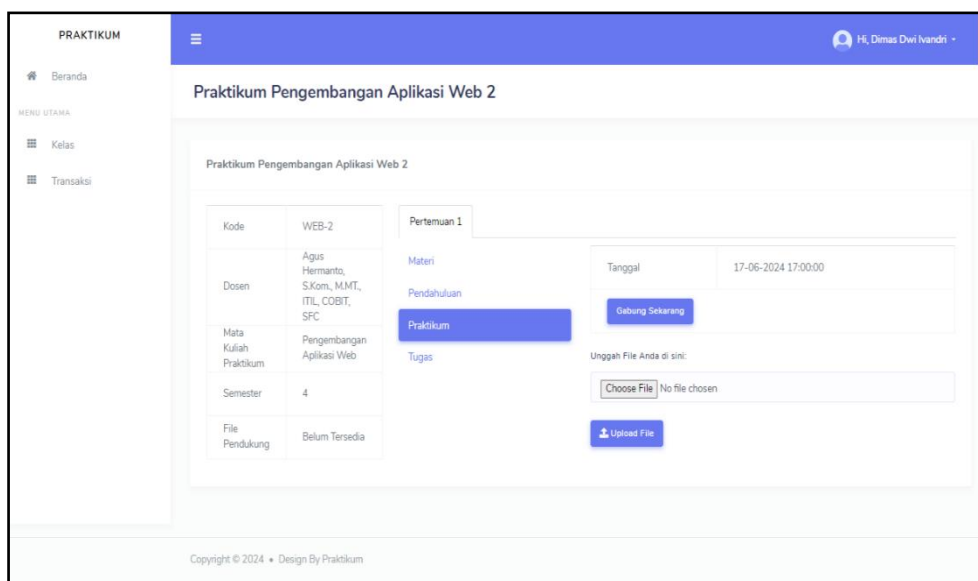 PRAKTIKUM
Hi, Dimas Dwi Ivandri
Beranda
MENU UTAMA
Kelas
Transaksi
Praktikum Pengembangan Aplikasi Web 2
Praktikum Pengembangan Aplikasi Web 2
Kode
WEB-2
Dosen
Agus
Hermanto,
S.Kom., M.MT.,
ITIL, COBIT,
SFC
Mata
Kuliah
Praktikum
Pengembangan
Aplikasi Web
Semester
4
File
Pendukung
Belum Tersedia
Pertemuan 1
Materi
Pendahuluan
Praktikum
Tugas
Tanggal
17-06-2024 17:00:00
Gabung Sekarang
Unggah File Anda di sini:
Choose File No file chosen
Upload File
Copyright © 2024 • Design By Praktikum